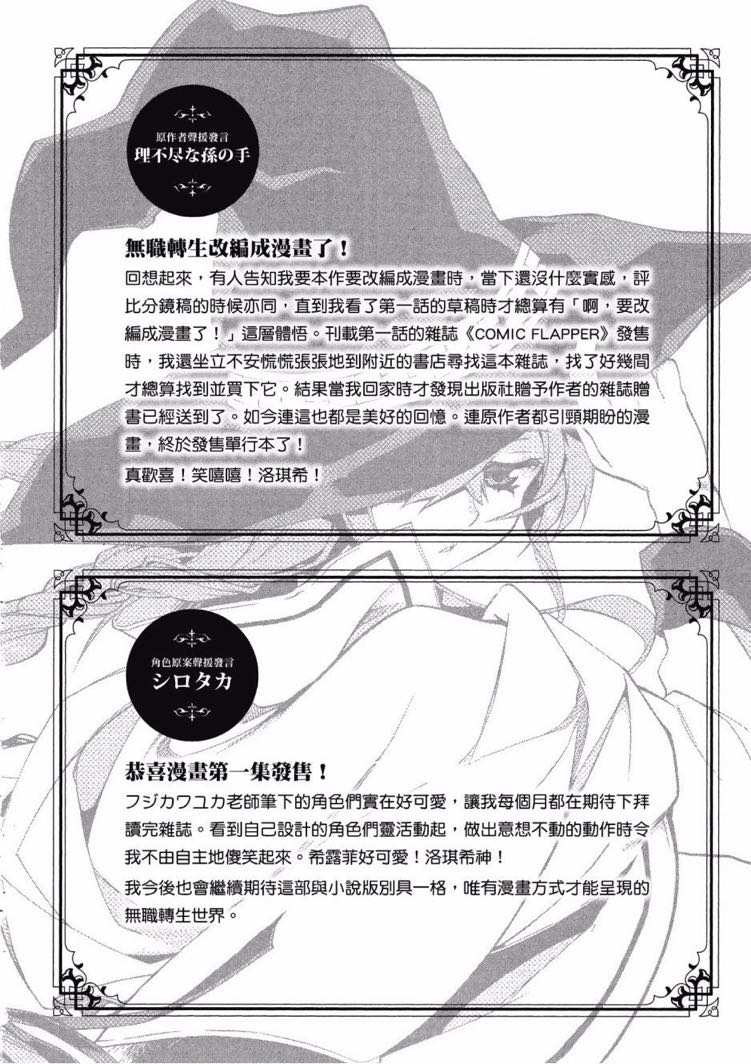 原作者聲援發言
理不尽な孫の手
無職轉生改編成漫畫了！
回想起來，有人告知我要本作要改編成漫畫時，當下還沒什麼實感，評
比分鏡稿的時候亦同，直到我看了第一話的草稿時才總算有「啊，要改
編成漫畫了！」這層體悟。刊載第一話的雜誌《COMIC FLAPPER》發售
時，我還坐立不安慌慌張張地到附近的書店尋找這本雜誌，找了好幾間
才總算找到並買下它。結果當我回家時才發現出版社贈予作者的雜誌贈
書已經送到了。如今連這也都是美好的回憶。連原作者都引頸期盼的漫
畫，終於發售單行本了！
真歡喜！笑嘻嘻！洛琪希！
角色原案聲援發言
シロタカ
恭喜漫畫第一集發售！
フジカワユカ老師筆下的角色們實在好可愛，讓我每個月都在期待下拜
讀完雜誌。看到自己設計的角色們靈活動起，做出意想不動的動作時令
我不由自主地傻笑起來。希露菲好可愛！洛琪希神！
我今後也會繼續期待這部與小說版別具一格，唯有漫畫方式才能呈現的
無職轉生世界。